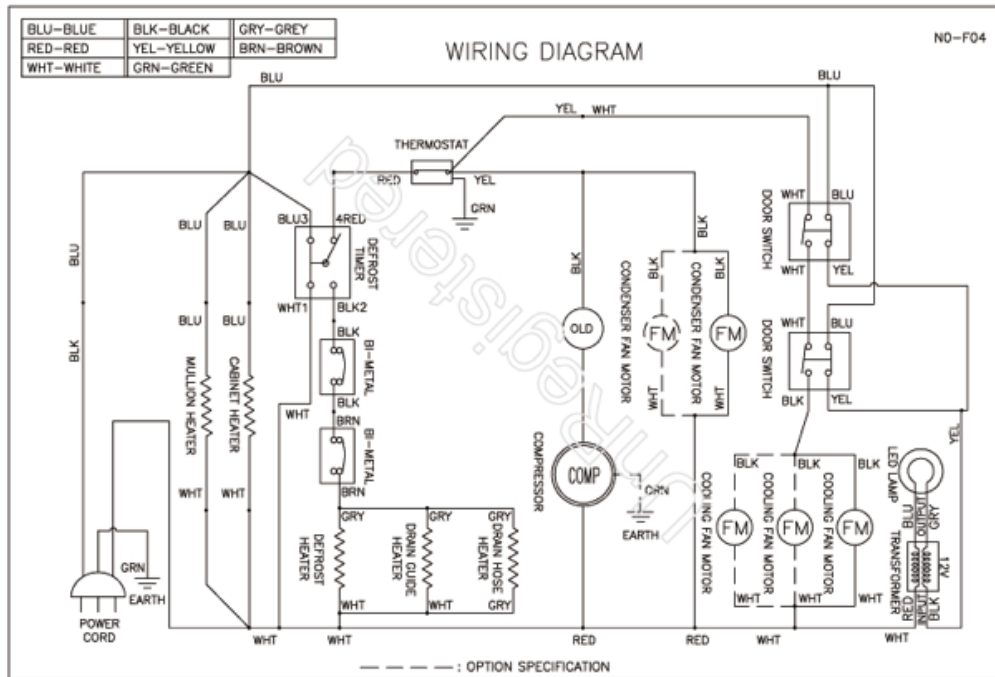 BLU-BLUE BLK-BLACK GRY-GREY
RED-RED YEL-YELLOW BRN-BROWN
WHT-WHITE GRN-GREEN
WIRING DIAGRAM
NO-F04
BLU
BLU
YEL WHT
THERMOSTAT
RED
YEL
GRN
WHT
BLU
DOOR SWITCH
WHT
YEL
BLU
BLU
BLU
BLU3
4RED
DEFROST
TIMER
WHT1
BLK2
BLK
BLK
BLK
BLK
CONDENSER FAN MOTOR
CONDENSER FAN MOTOR
FM
FM
WHT
WHT
OLD
WHT
BLU
DOOR SWITCH
BLK
YEL
YEL
BLK
BLU
BLU
MULLION HEATER
CABINET HEATER
WHT
WHT
WHT
BLK
BI-METAL
BLK
BRN
BI-METAL
BRN
COMPRESSOR
COMP
GRN
EARTH
BLK
BLK
BLK
COOLING FAN MOTOR
COOLING FAN MOTOR
COOLING FAN MOTOR
FM
FM
FM
WHT
WHT
WHT
LED LAMP
BLU
OUTPUT
GRY
TRANSFORMER
12V
RED
INPUT
BLK
GRY
GRY
GRY
DEFROST
HEATER
DRAIN GUIDE
HEATER
DRAIN HOSE
HEATER
WHT
WHT
GRY
GRN
EARTH
POWER
CORD
WHT
WHT
RED
RED
WHT
WHT
: OPTION SPECIFICATION
UnRegistered